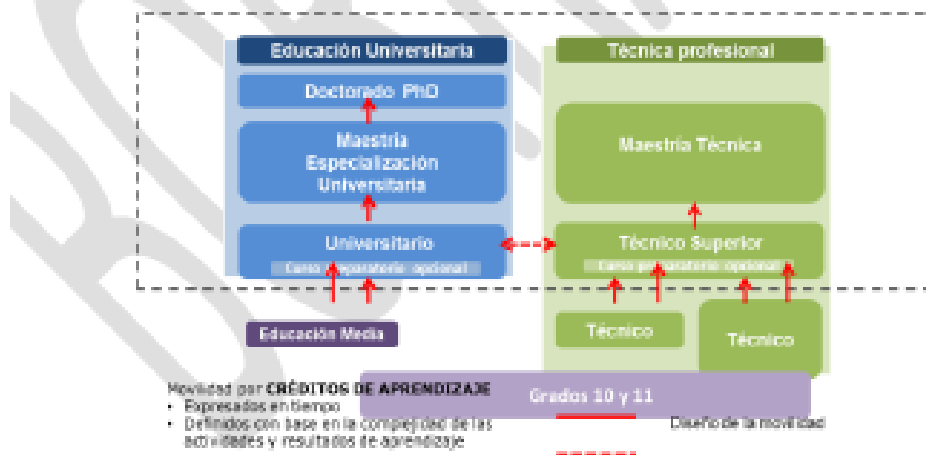 Educación Universitaria
Técnica profesional
Doctorado PhD
Maestría
Especialización
Universitaria
Maestría Técnica
Universitario
Curso preparatorio opcional
Técnico Superior
Curso preparatorio opcional
Educación Media
Técnico
Técnico
Grados 10 y 11
Movilidad por CRÉDITOS DE APRENDIZAJE
• Expresados en tiempo
• Definidos con base en la complejidad de las
actividades y resultados de aprendizaje
Diseño de la movilidad